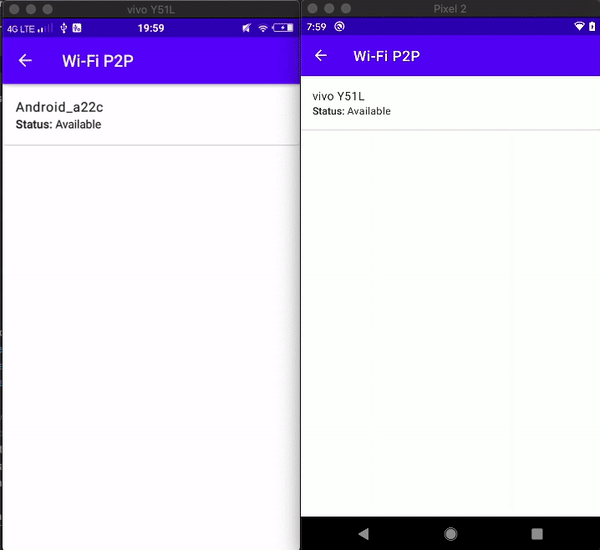 vivo Y51L
4G LTE 19:59
Wi-Fi P2P
Android_a22c
Status: Available
Pixel 2
7:59
Wi-Fi P2P
vivo Y51L
Status: Available